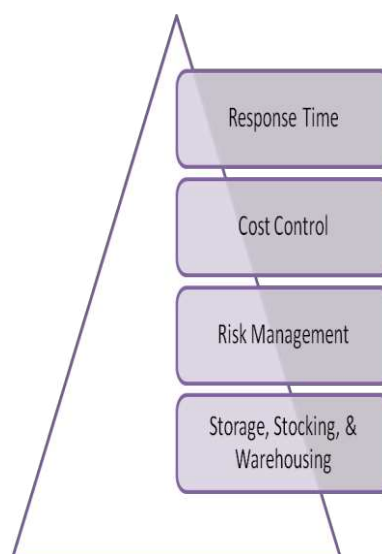 Response Time
Cost Control
Risk Management
Storage, Stocking, &
Warehousing